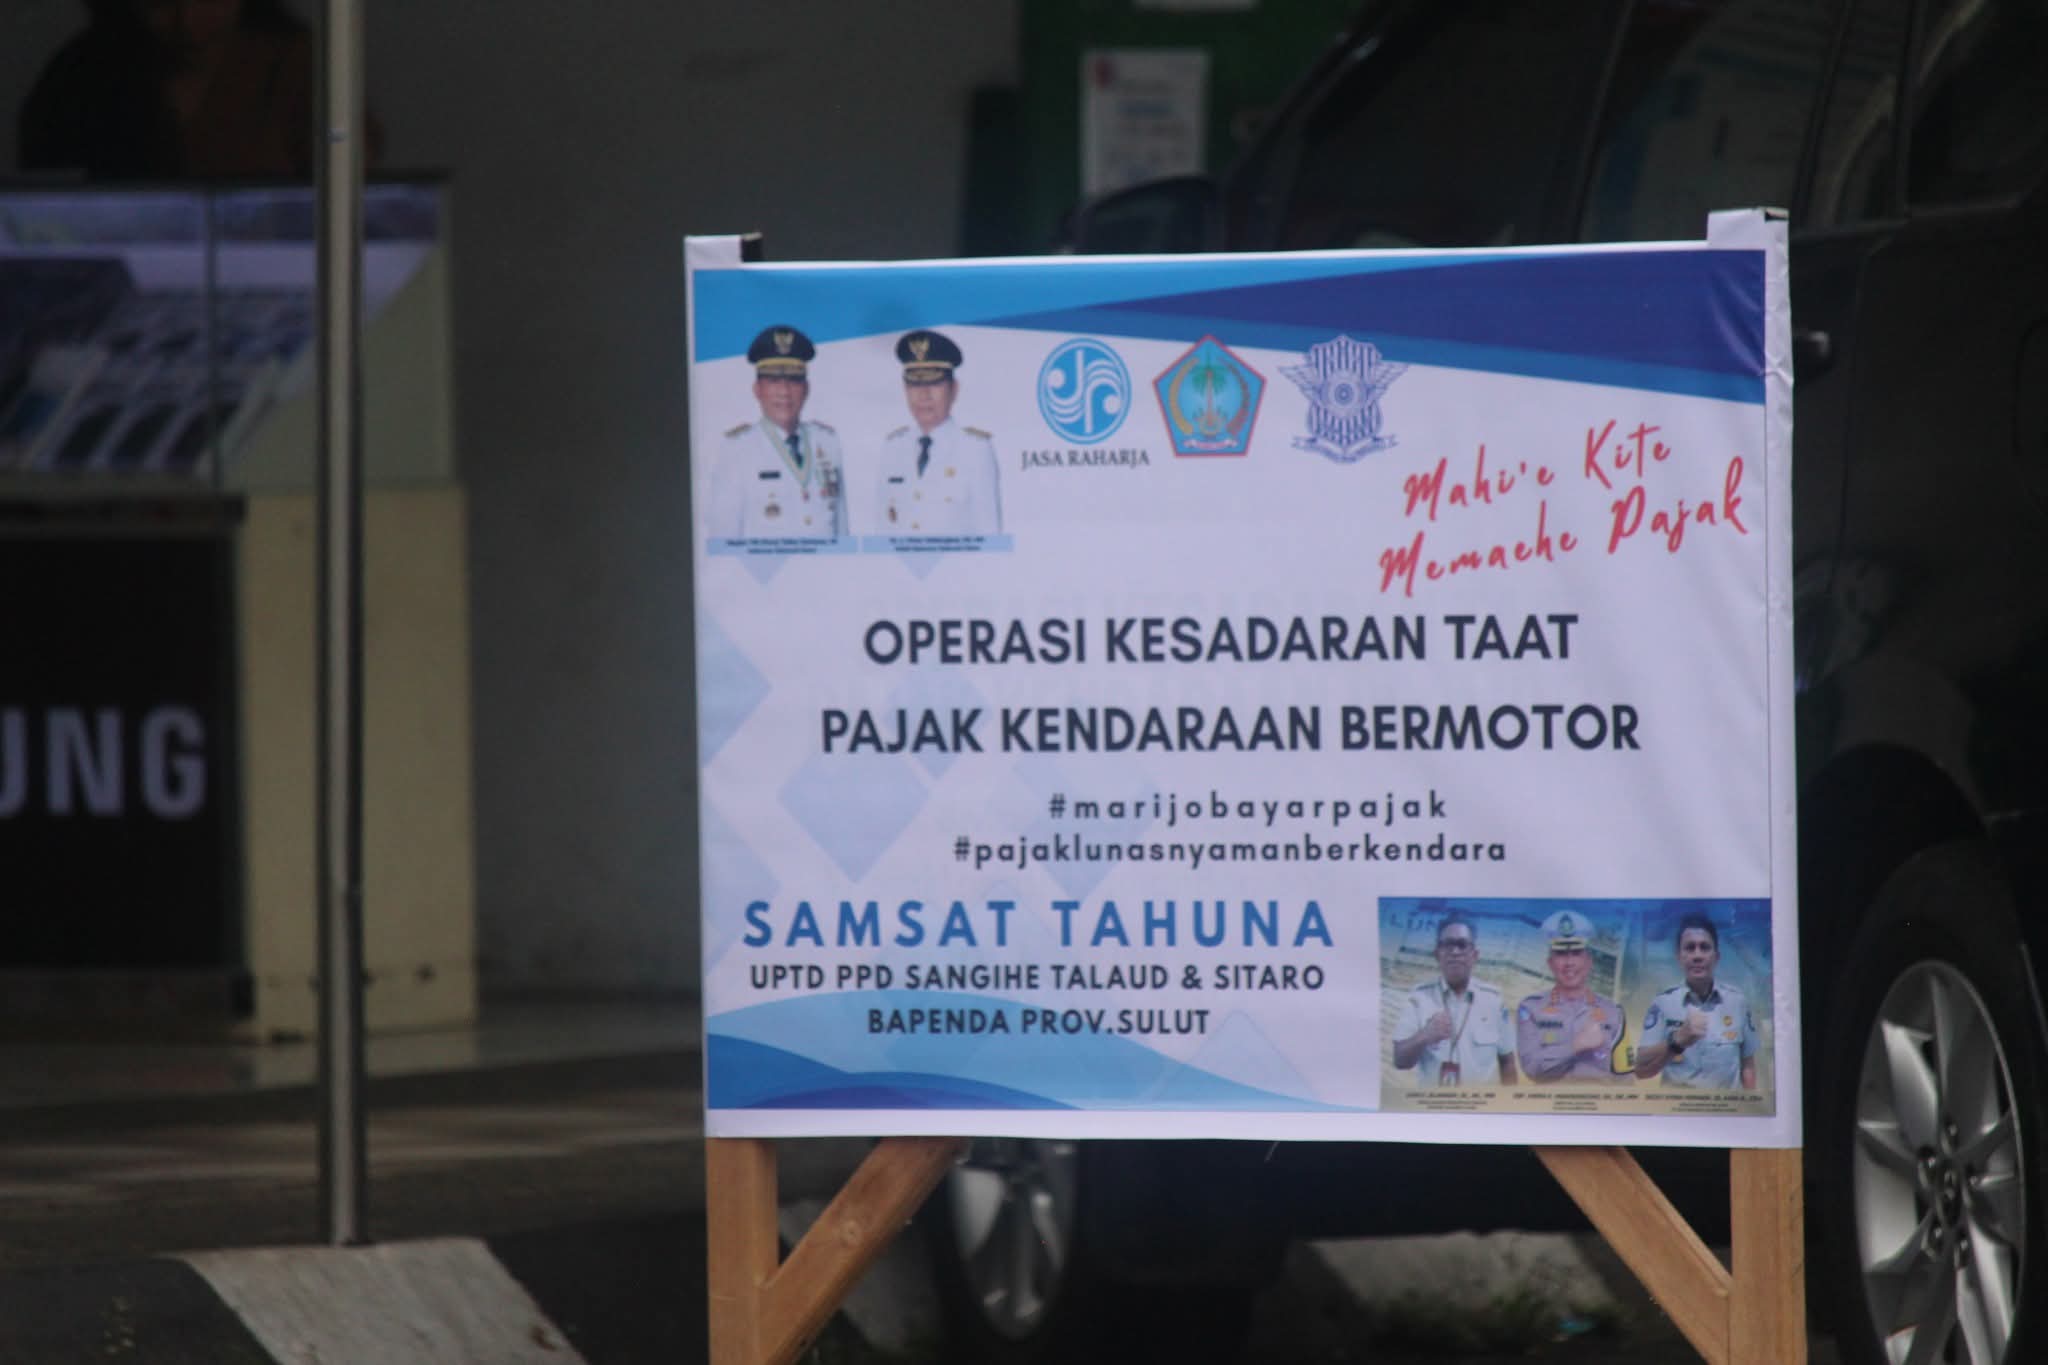 JASA RAHARJA
Mahi'e Kite
Memaehe Pajak
OPERASI KESADARAN TAAT
PAJAK KENDARAAN BERMOTOR
#marijobayarpajak
#pajaklunasnyamanberkendara
SAMSAT TAHUNA
UPTD PPD SANGIHE TALAUD & SITARO
BAPENDA PROV.SULUT
UNG